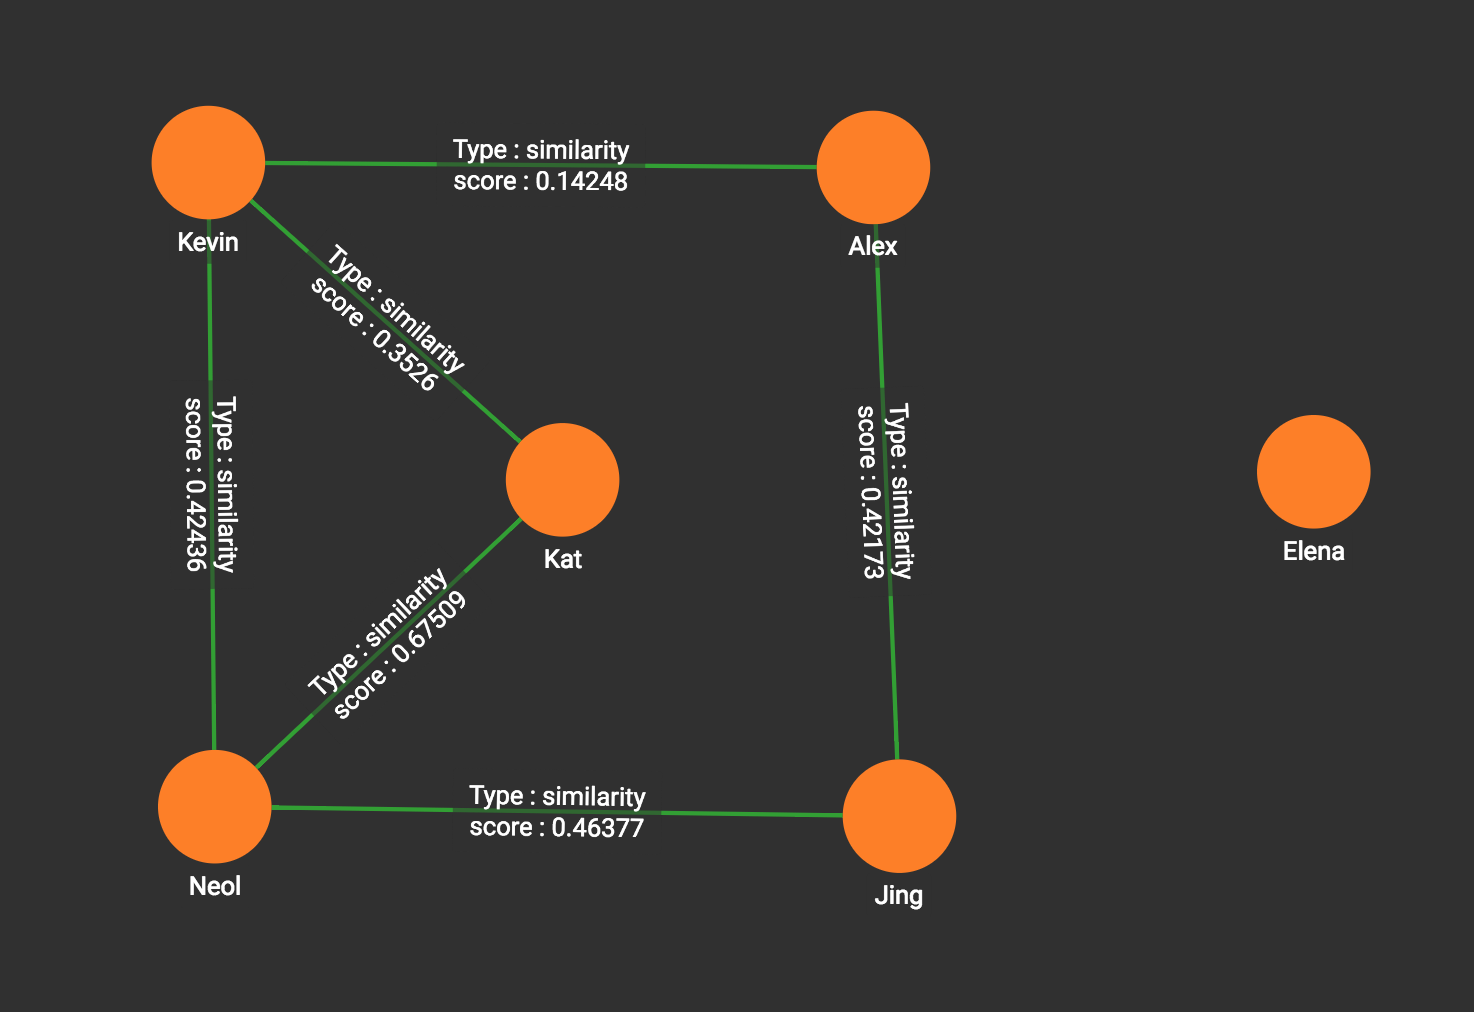 Type : similarity
score : 0.14248
Kevin
Alex
Type : similarity
score : 0.3526
Type : similarity
score : 0.42436
Type : similarity
score : 0.42173
Kat
Elena
Type : similarity
score : 0.67509
Type : similarity
score : 0.46377
Neol
Jing